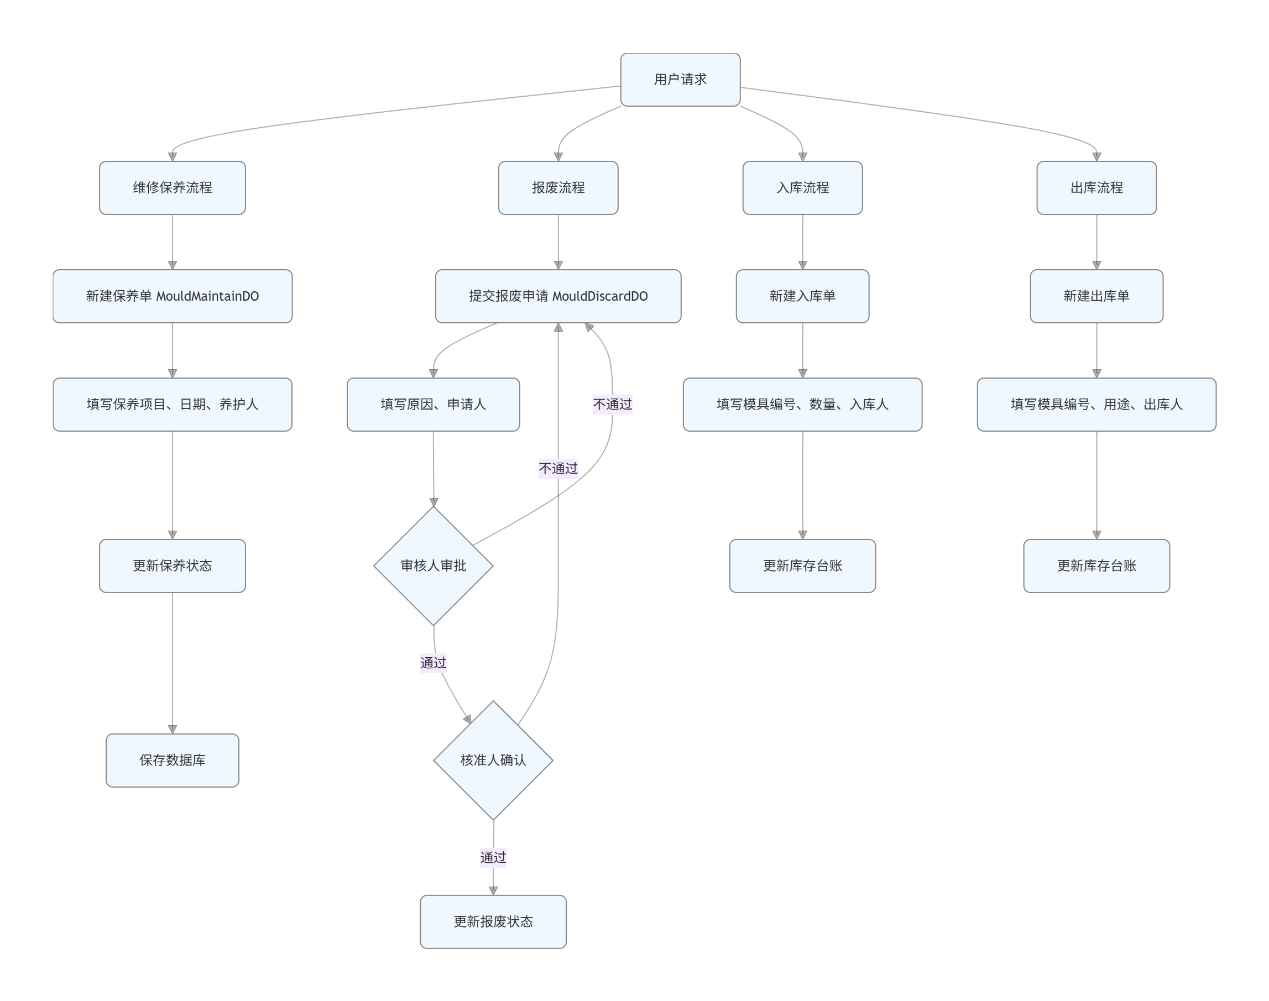 用户请求
维修保养流程
报废流程
入库流程
出库流程
新建保养单 MouldMaintainDO
提交报废申请 MouldDiscardDO
新建入库单
新建出库单
填写保养项目、日期、养护人
填写原因、申请人
不通过
填写模具编号、数量、入库人
填写模具编号、用途、出库人
不通过
更新保养状态
审核人审批
更新库存台账
更新库存台账
通过
保存数据库
核准人确认
通过
更新报废状态